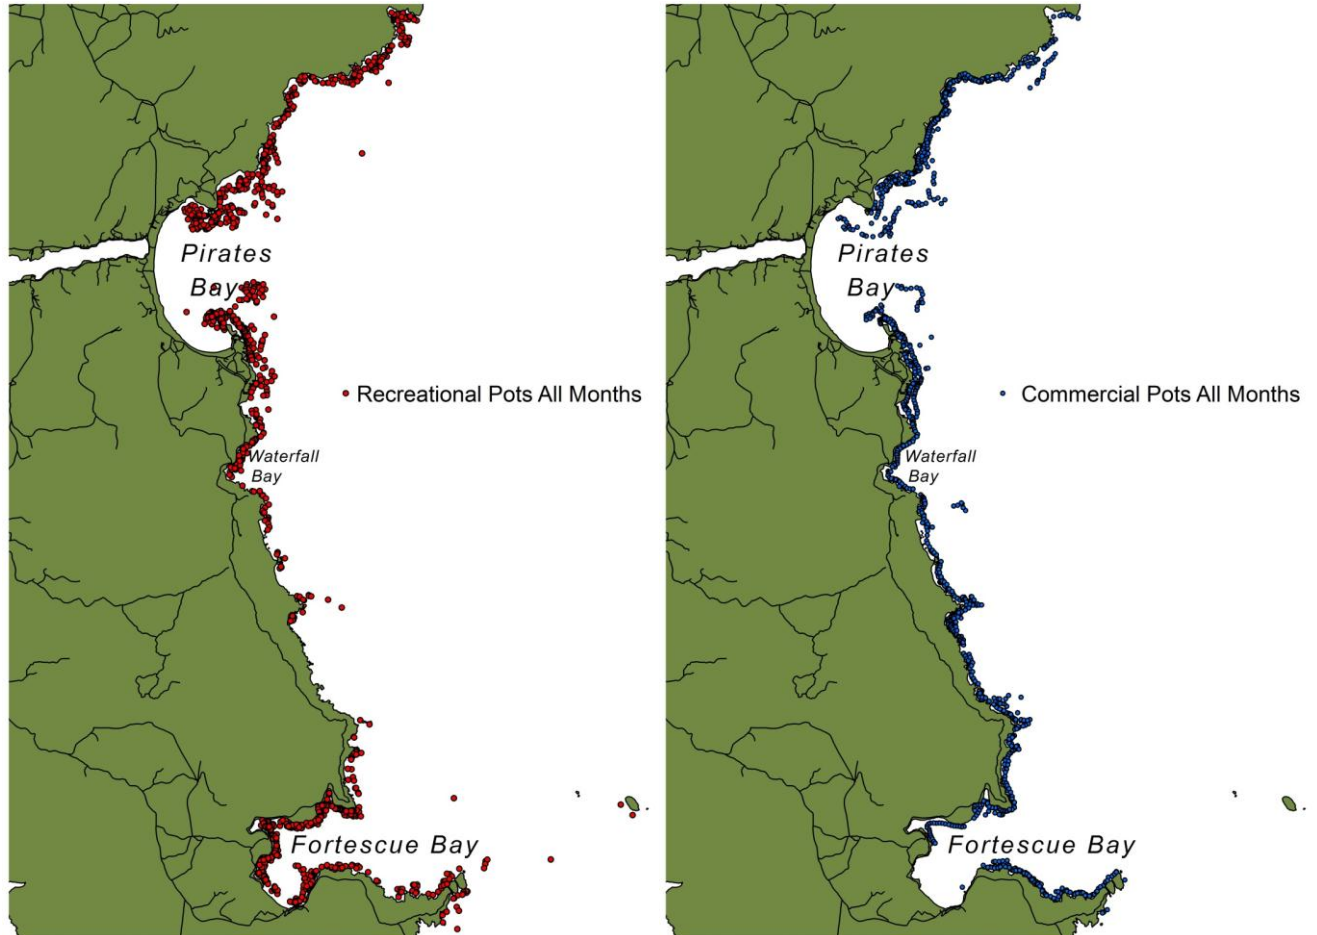 Pirates
Bay
Recreational Pots All Months
Waterfall
Bay
Fortescue Bay
Pirates
Bay
Commercial Pots All Months
Waterfall
Bay
Fortescue Bay